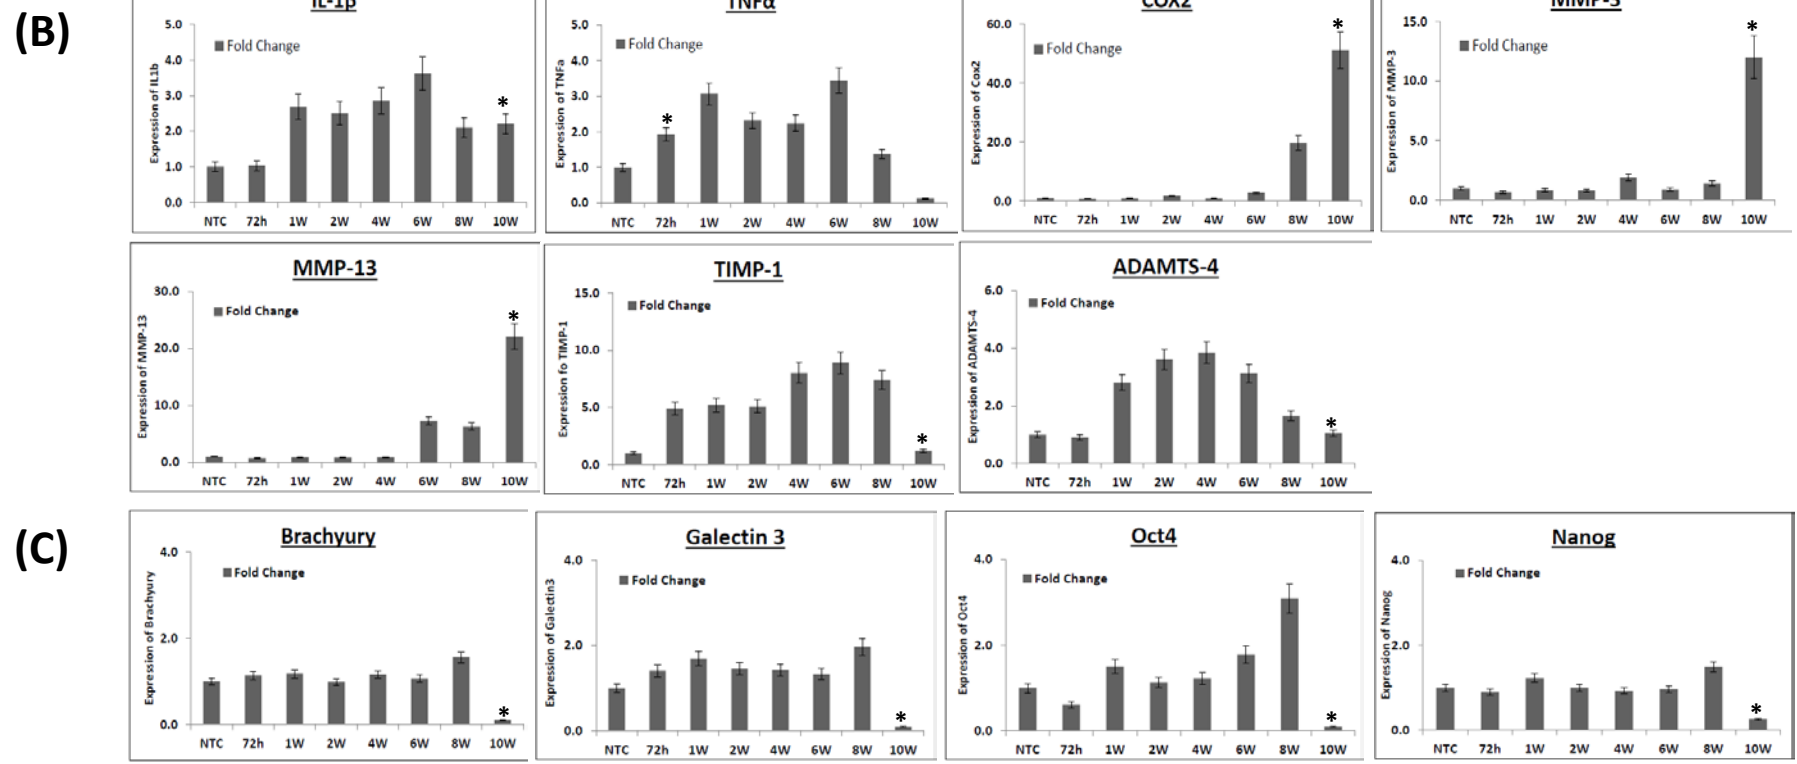 (B)
IL-1β
5.0
4.0
3.0
2.0
1.0
0.0
Expression of IL1b
Fold Change
*
NTC 72h 1W 2W 4W 6W 8W 10W
TNFα
5.0
4.0
3.0
2.0
1.0
0.0
Expression of TNFa
Fold Change
*
NTC 72h 1W 2W 4W 6W 8W 10W
COX2
60.0
40.0
20.0
0.0
Expression of Cox2
Fold Change
*
NTC 72h 1W 2W 4W 6W 8W 10W
MMP-3
15.0
10.0
5.0
0.0
Expression of MMP-3
Fold Change
*
NTC 72h 1W 2W 4W 6W 8W 10W
MMP-13
30.0
20.0
10.0
0.0
Expression of MMP-13
Fold Change
*
NTC 72h 1W 2W 4W 6W 8W 10W
TIMP-1
15.0
10.0
5.0
0.0
Expression fo TIMP-1
Fold Change
*
NTC 72h 1W 2W 4W 6W 8W 10W
ADAMTS-4
6.0
4.0
2.0
0.0
Expression of ADAMTS-4
Fold Change
*
NTC 72h 1W 2W 4W 6W 8W 10W
(C)
Brachyury
4.0
2.0
0.0
Expression of Brachyury
Fold Change
*
NTC 72h 1W 2W 4W 6W 8W 10W
Galectin 3
4.0
2.0
0.0
Expression of Galectin3
Fold Change
*
NTC 72h 1W 2W 4W 6W 8W 10W
Oct4
4.0
2.0
0.0
Expression of Oct4
Fold Change
*
NTC 72h 1W 2W 4W 6W 8W 10W
Nanog
4.0
2.0
0.0
Expression of Nanog
Fold Change
*
NTC 72h 1W 2W 4W 6W 8W 10W